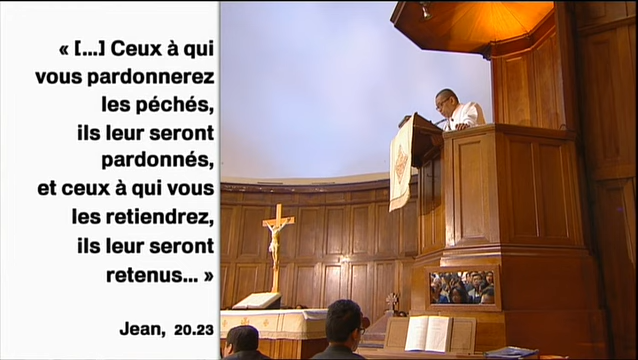 « [...] Ceux à qui
vous pardonnerez
les péchés,
ils leur seront
pardonnés,
et ceux à qui vous
les retiendrez,
ils leur seront
retenus... »
Jean, 20.23